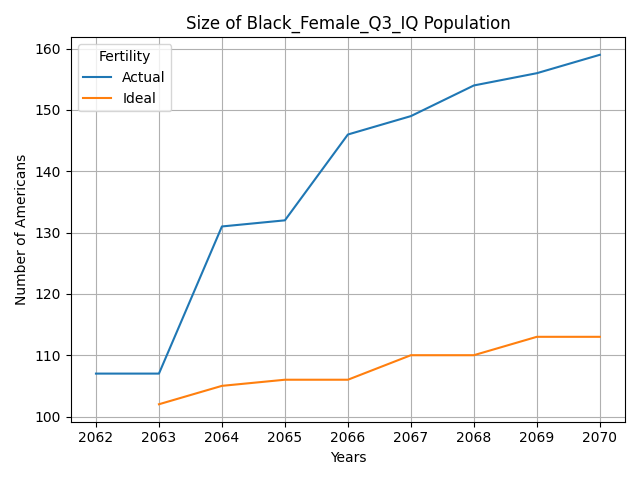 Size of Black_Female_Q3_IQ Population
Fertility
Actual
Ideal
Number of Americans
160
150
140
130
120
110
100
2062 2063 2064 2065 2066 2067 2068 2069 2070
Years